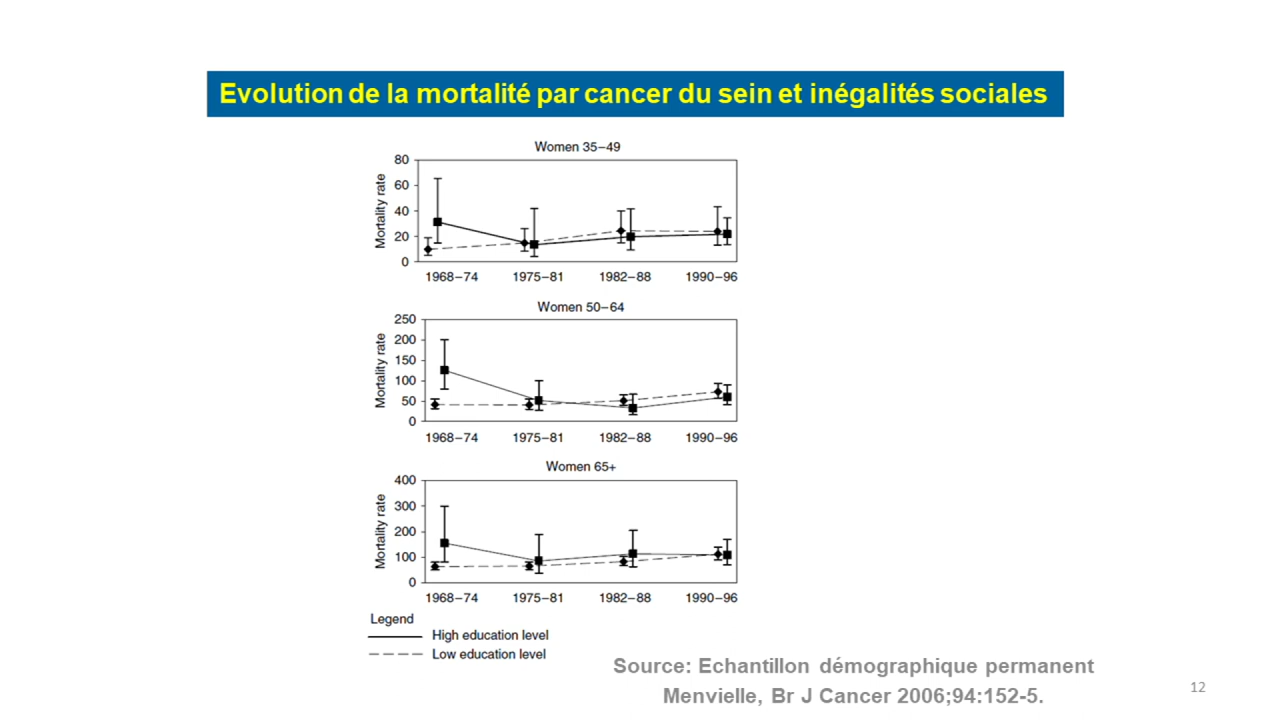 Evolution de la mortalité par cancer du sein et inégalités sociales
Women 35–49
80
60
40
20
0
Mortality rate
1968–74 1975–81 1982–88 1990–96
Women 50–64
250
200
150
100
50
0
Mortality rate
1968–74 1975–81 1982–88 1990–96
Women 65+
400
300
200
100
0
Mortality rate
1968–74 1975–81 1982–88 1990–96
Legend
High education level
Low education level
Source: Echantillon démographique permanent
Menvielle, Br J Cancer 2006;94:152-5.
12